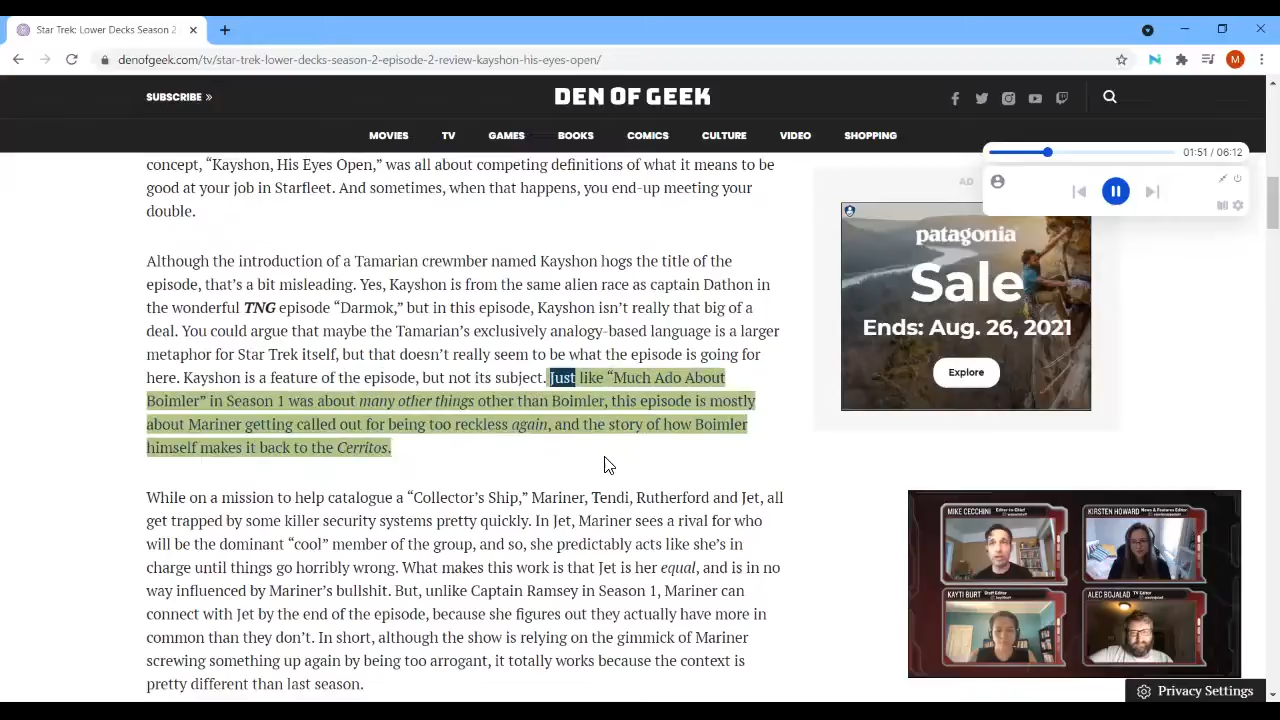 Star Trek: Lower Decks Season 2
denofgeek.com/tv/star-trek-lower-decks-season-2-episode-2-review-kayshon-his-eyes-open/
M
SUBSCRIBE »
DEN OF GEEK
MOVIES TV GAMES BOOKS COMICS CULTURE VIDEO SHOPPING
01:51 / 06:12
concept, “Kayshon, His Eyes Open,” was all about competing definitions of what it means to be
good at your job in Starfleet. And sometimes, when that happens, you end-up meeting your
double.
Although the introduction of a Tamarian crewmber named Kayshon hogs the title of the
episode, that’s a bit misleading. Yes, Kayshon is from the same alien race as captain Dathon in
the wonderful TNG episode “Darmok,” but in this episode, Kayshon isn’t really that big of a
deal. You could argue that maybe the Tamarian’s exclusively analogy-based language is a larger
metaphor for Star Trek itself, but that doesn’t really seem to be what the episode is going for
here. Kayshon is a feature of the episode, but not its subject. Just like “Much Ado About
Boimler” in Season 1 was about many other things other than Boimler, this episode is mostly
about Mariner getting called out for being too reckless again, and the story of how Boimler
himself makes it back to the Cerritos.
While on a mission to help catalogue a “Collector’s Ship,” Mariner, Tendi, Rutherford and Jet, all
get trapped by some killer security systems pretty quickly. In Jet, Mariner sees a rival for who
will be the dominant “cool” member of the group, and so, she predictably acts like she’s in
charge until things go horribly wrong. What makes this work is that Jet is her equal, and is in no
way influenced by Mariner’s bullshit. But, unlike Captain Ramsey in Season 1, Mariner can
connect with Jet by the end of the episode, because she figures out they actually have more in
common than they don’t. In short, although the show is relying on the gimmick of Mariner
screwing something up again by being too arrogant, it totally works because the context is
pretty different than last season.
AD
patagonia
Sale
Ends: Aug. 26, 2021
Explore
MIKE CECCHINI Editor-in-Chief
KIRSTEN HOWARD News & Features Editor
KAYTI BURT Staff Editor
ALEC BOJALAD TV Editor
Privacy Settings